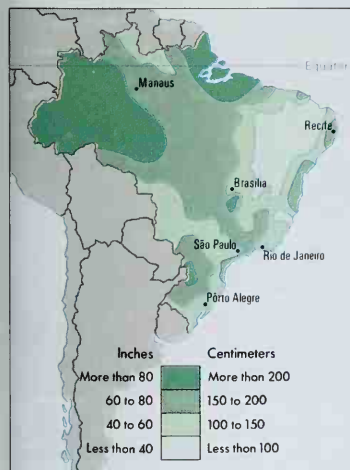 Equator
Manaus
Recife
Brasília
São Paulo
Rio de Janeiro
Pôrto Alegre
Inches Centimeters
More than 80 More than 200
60 to 80 150 to 200
40 to 60 100 to 150
Less than 40 Less than 100